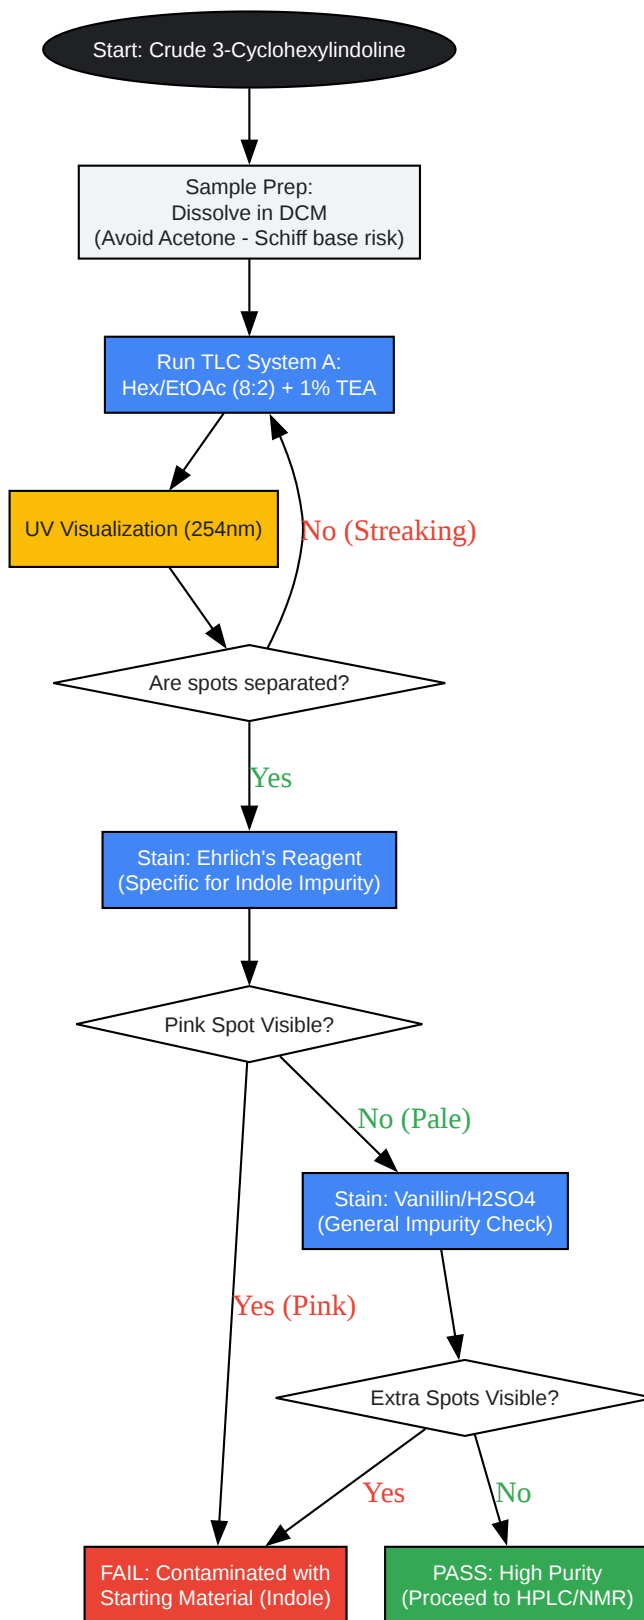 Start: Crude 3-Cyclohexylindoline
Sample Prep:
Dissolve in DCM
(Avoid Acetone - Schiff base risk)
Run TLC System A:
Hex/EtOAc (8:2) + 1% TEA
UV Visualization (254nm)
No (Streaking)
Are spots separated?
Yes
Stain: Ehrlich's Reagent
(Specific for Indole Impurity)
Pink Spot Visible?
No (Pale)
Stain: Vanillin/H2SO4
(General Impurity Check)
Yes (Pink)
Extra Spots Visible?
Yes
No
FAIL: Contaminated with
Starting Material (Indole)
PASS: High Purity
(Proceed to HPLC/NMR)